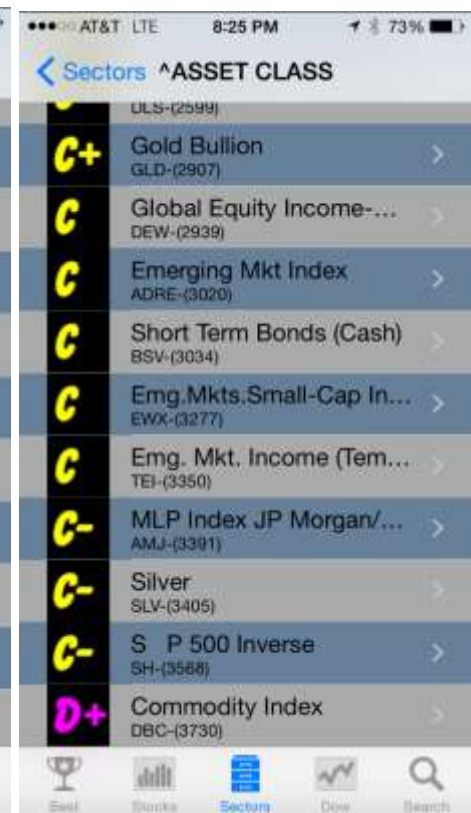 AT&T LTE 8:25 PM 73%
Sectors ^ASSET CLASS
C
DLS-(2599)
C+ Gold Bullion
GLD-(2907)
C Global Equity Income-...
DEW-(2939)
C Emerging Mkt Index
ADRE-(3020)
C Short Term Bonds (Cash)
BSV-(3034)
C Emg.Mkts.Small-Cap In...
EWX-(3277)
C Emg. Mkt. Income (Tem...
TEI-(3350)
C- MLP Index JP Morgan/...
AMJ-(3391)
C- Silver
SLV-(3405)
C- S P 500 Inverse
SH-(3568)
D+ Commodity Index
DBC-(3730)
Best Stocks Sectors Dow Search